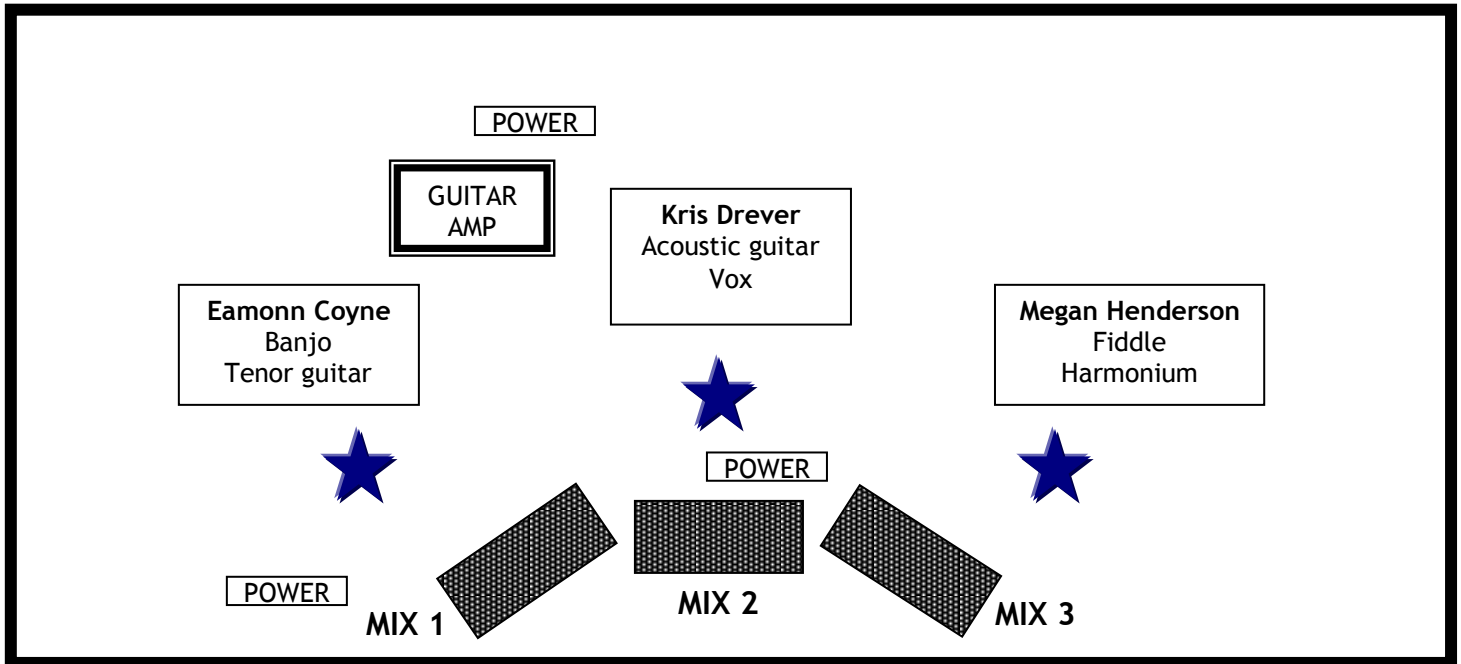 POWER
GUITAR
AMP
Kris Drever
Acoustic guitar
Vox
Eamonn Coyne
Banjo
Tenor guitar
Megan Henderson
Fiddle
Harmonium
POWER
POWER
MIX 1
MIX 2
MIX 3